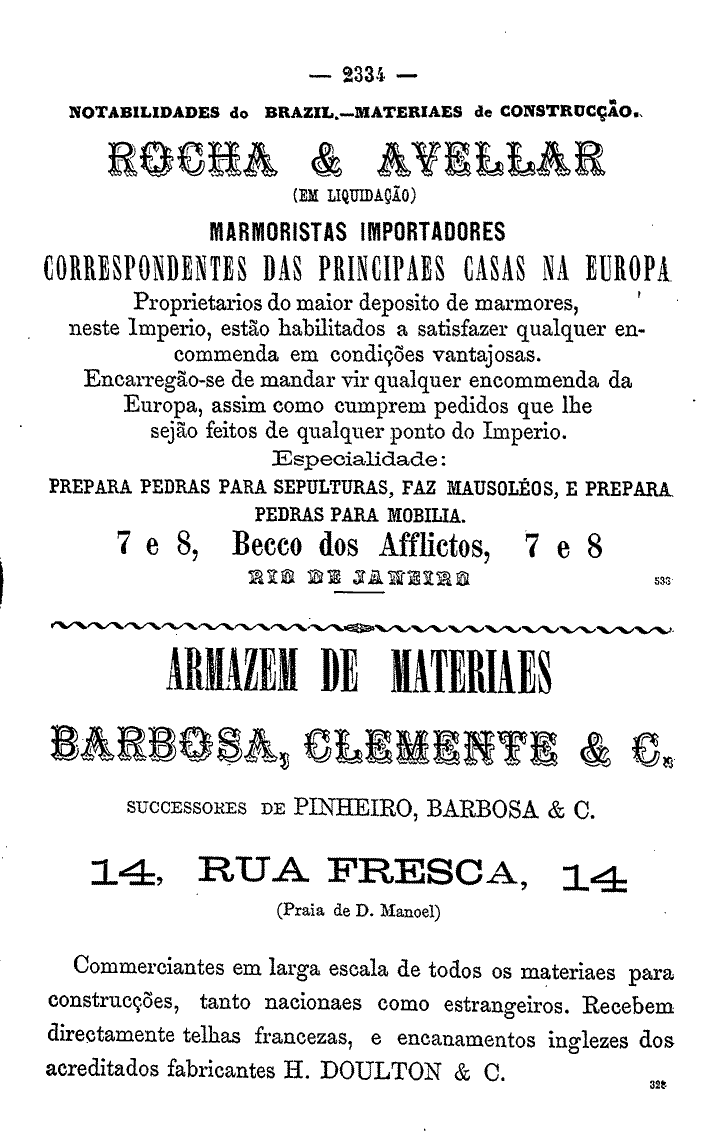 — 2334 —
NOTABILIDADES do BRAZIL.—MATERIAES de CONSTRUCÇÃO.
ROCHA & AVELLAR
(EM LIQUIDAÇÃO)
MARMORISTAS IMPORTADORES
CORRESPONDENTES DAS PRINCIPAES CASAS NA EUROPA
Proprietarios do maior deposito de marmores,
neste Imperio, estão habilitados a satisfazer qualquer en-
commenda em condições vantajosas.
Encarregão-se de mandar vir qualquer encommenda da
Europa, assim como cumprem pedidos que lhe
sejão feitos de qualquer ponto do Imperio.
Especialidade:
PREPARA PEDRAS PARA SEPULTURAS, FAZ MAUSOLÉOS, E PREPARA
PEDRAS PARA MOBILIA.
7 e 8, Becco dos Afflictos, 7 e 8
RIO DE JANEIRO
533
ARMAZEM DE MATERIAES
BARBOSA, CLEMENTE & C.
SUCCESSORES DE PINHEIRO, BARBOSA & C.
14, RUA FRESCA, 14
(Praia de D. Manoel)
Commerciantes em larga escala de todos os materiaes para
construcções, tanto nacionaes como estrangeiros. Recebem
directamente telhas francezas, e encanamentos inglezes dos
acreditados fabricantes H. DOULTON & C.